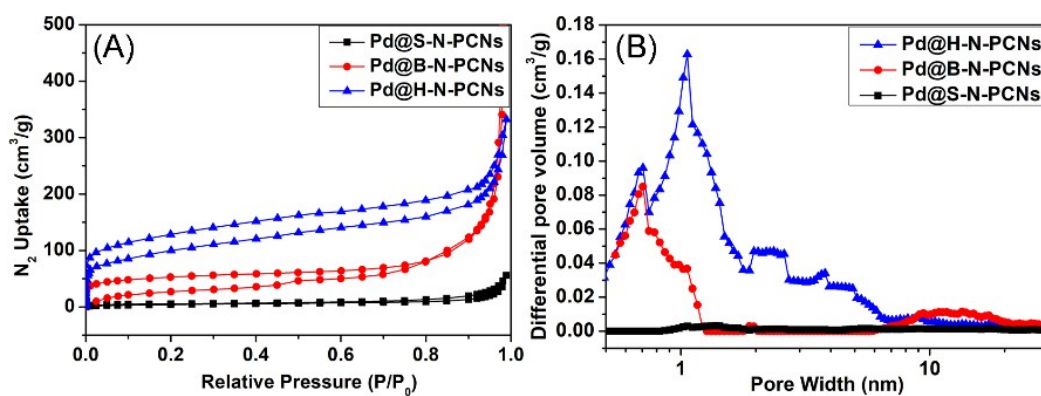 (A)
Pd@S-N-PCNs
Pd@B-N-PCNs
Pd@H-N-PCNs
N₂ Uptake (cm³/g)
500
400
300
200
100
0
0.0 0.2 0.4 0.6 0.8 1.0
Relative Pressure (P/P₀)
(B)
Pd@H-N-PCNs
Pd@B-N-PCNs
Pd@S-N-PCNs
Differential pore volume (cm³/g)
0.18
0.16
0.14
0.12
0.10
0.08
0.06
0.04
0.02
0.00
1 10
Pore Width (nm)